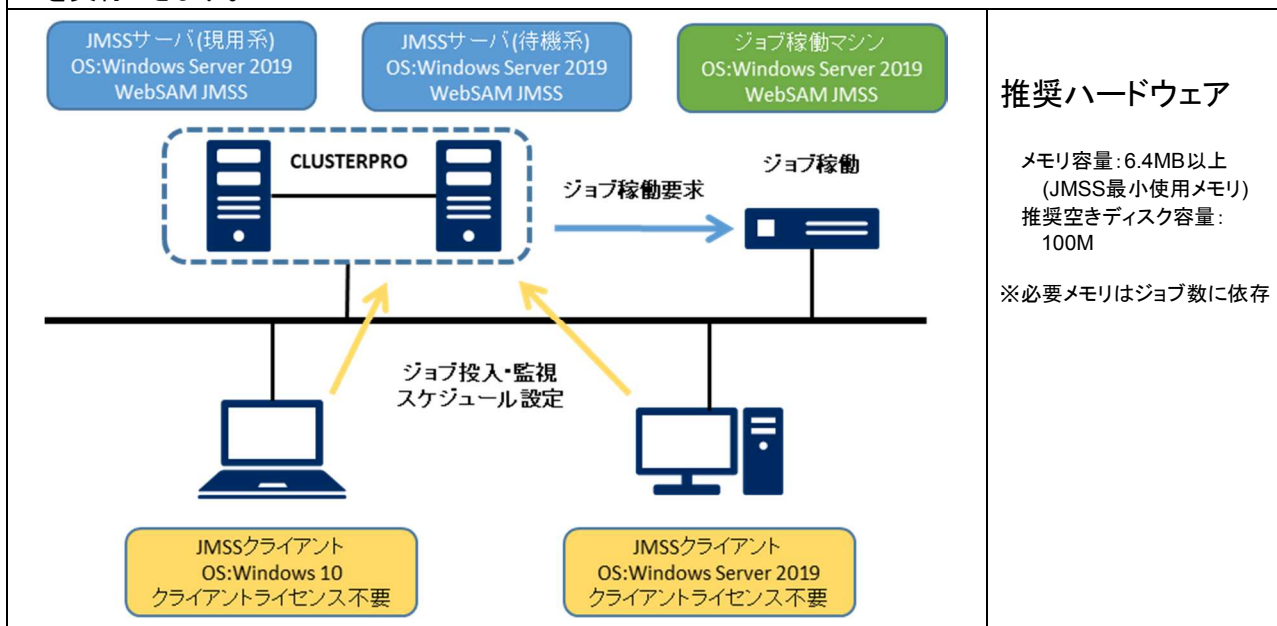 JMSSサーバ(現用系)
OS:Windows Server 2019
WebSAM JMSS
JMSSサーバ(待機系)
OS:Windows Server 2019
WebSAM JMSS
ジョブ稼働マシン
OS:Windows Server 2019
WebSAM JMSS
CLUSTERPRO
ジョブ稼働要求
ジョブ稼働
ジョブ投入・監視
スケジュール設定
JMSSクライアント
OS:Windows 10
クライアントライセンス不要
JMSSクライアント
OS:Windows Server 2019
クライアントライセンス不要
推奨ハードウェア
メモリ容量:6.4MB以上
(JMSS最小使用メモリ)
推奨空きディスク容量:
100M
※必要メモリはジョブ数に依存